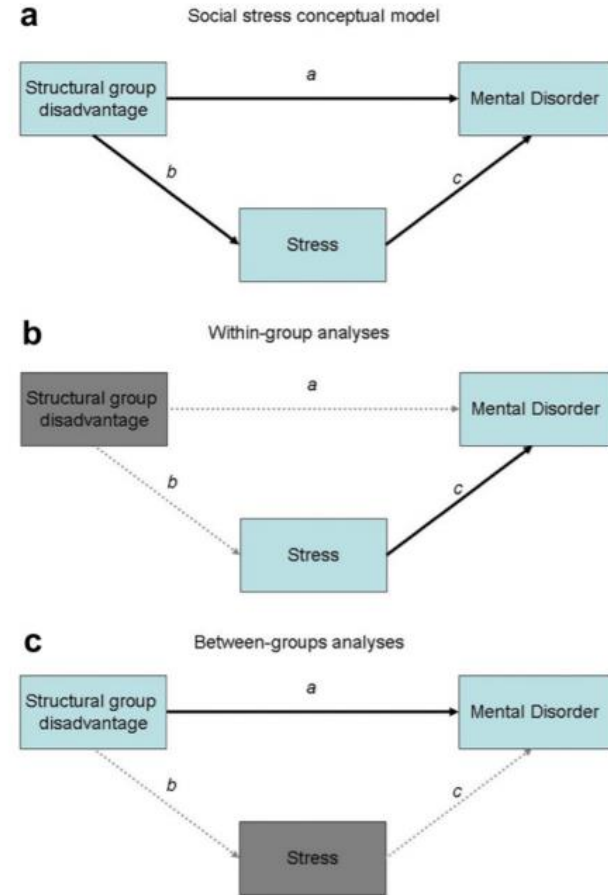 a
Social stress conceptual model
Structural group
disadvantage
a
Mental Disorder
b
c
Stress
b
Within-group analyses
Structural group
disadvantage
a
Mental Disorder
b
c
Stress
c
Between-groups analyses
Structural group
disadvantage
a
Mental Disorder
b
c
Stress